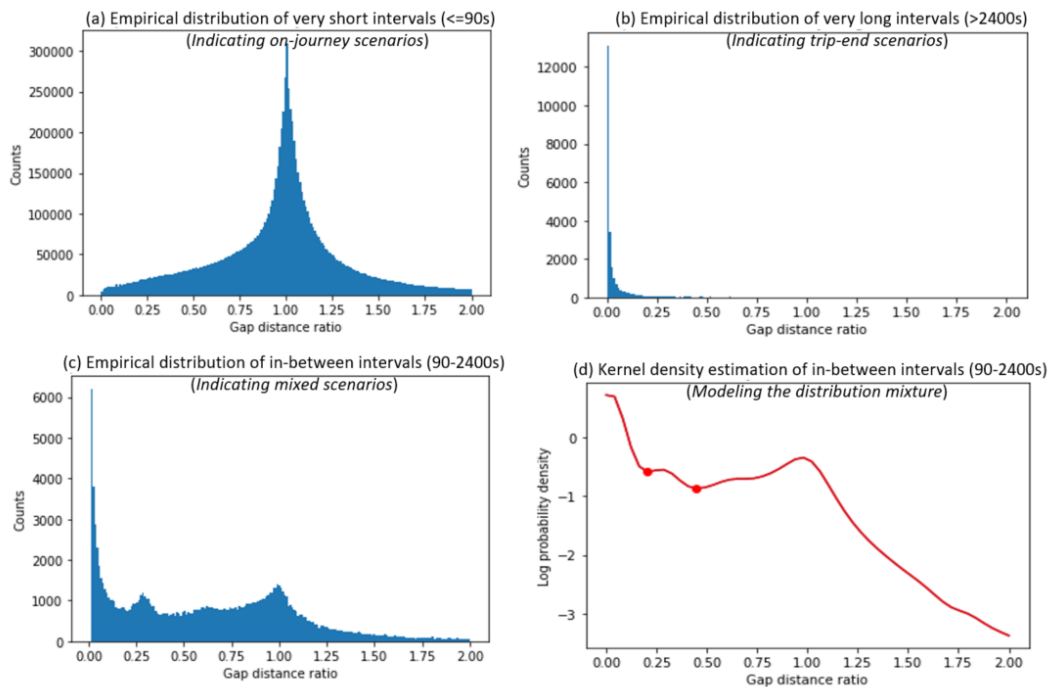 (a) Empirical distribution of very short intervals (<=90s)
(Indicating on-journey scenarios)
300000
250000
200000
150000
100000
50000
0
Counts
0.00 0.25 0.50 0.75 1.00 1.25 1.50 1.75 2.00
Gap distance ratio
(b) Empirical distribution of very long intervals (>2400s)
(Indicating trip-end scenarios)
12000
10000
8000
6000
4000
2000
0
Counts
0.00 0.25 0.50 0.75 1.00 1.25 1.50 1.75 2.00
Gap distance ratio
(c) Empirical distribution of in-between intervals (90-2400s)
(Indicating mixed scenarios)
6000
5000
4000
3000
2000
1000
0
Counts
0.00 0.25 0.50 0.75 1.00 1.25 1.50 1.75 2.00
Gap distance ratio
(d) Kernel density estimation of in-between intervals (90-2400s)
(Modeling the distribution mixture)
0
−1
−2
−3
Log probability density
0.00 0.25 0.50 0.75 1.00 1.25 1.50 1.75 2.00
Gap distance ratio